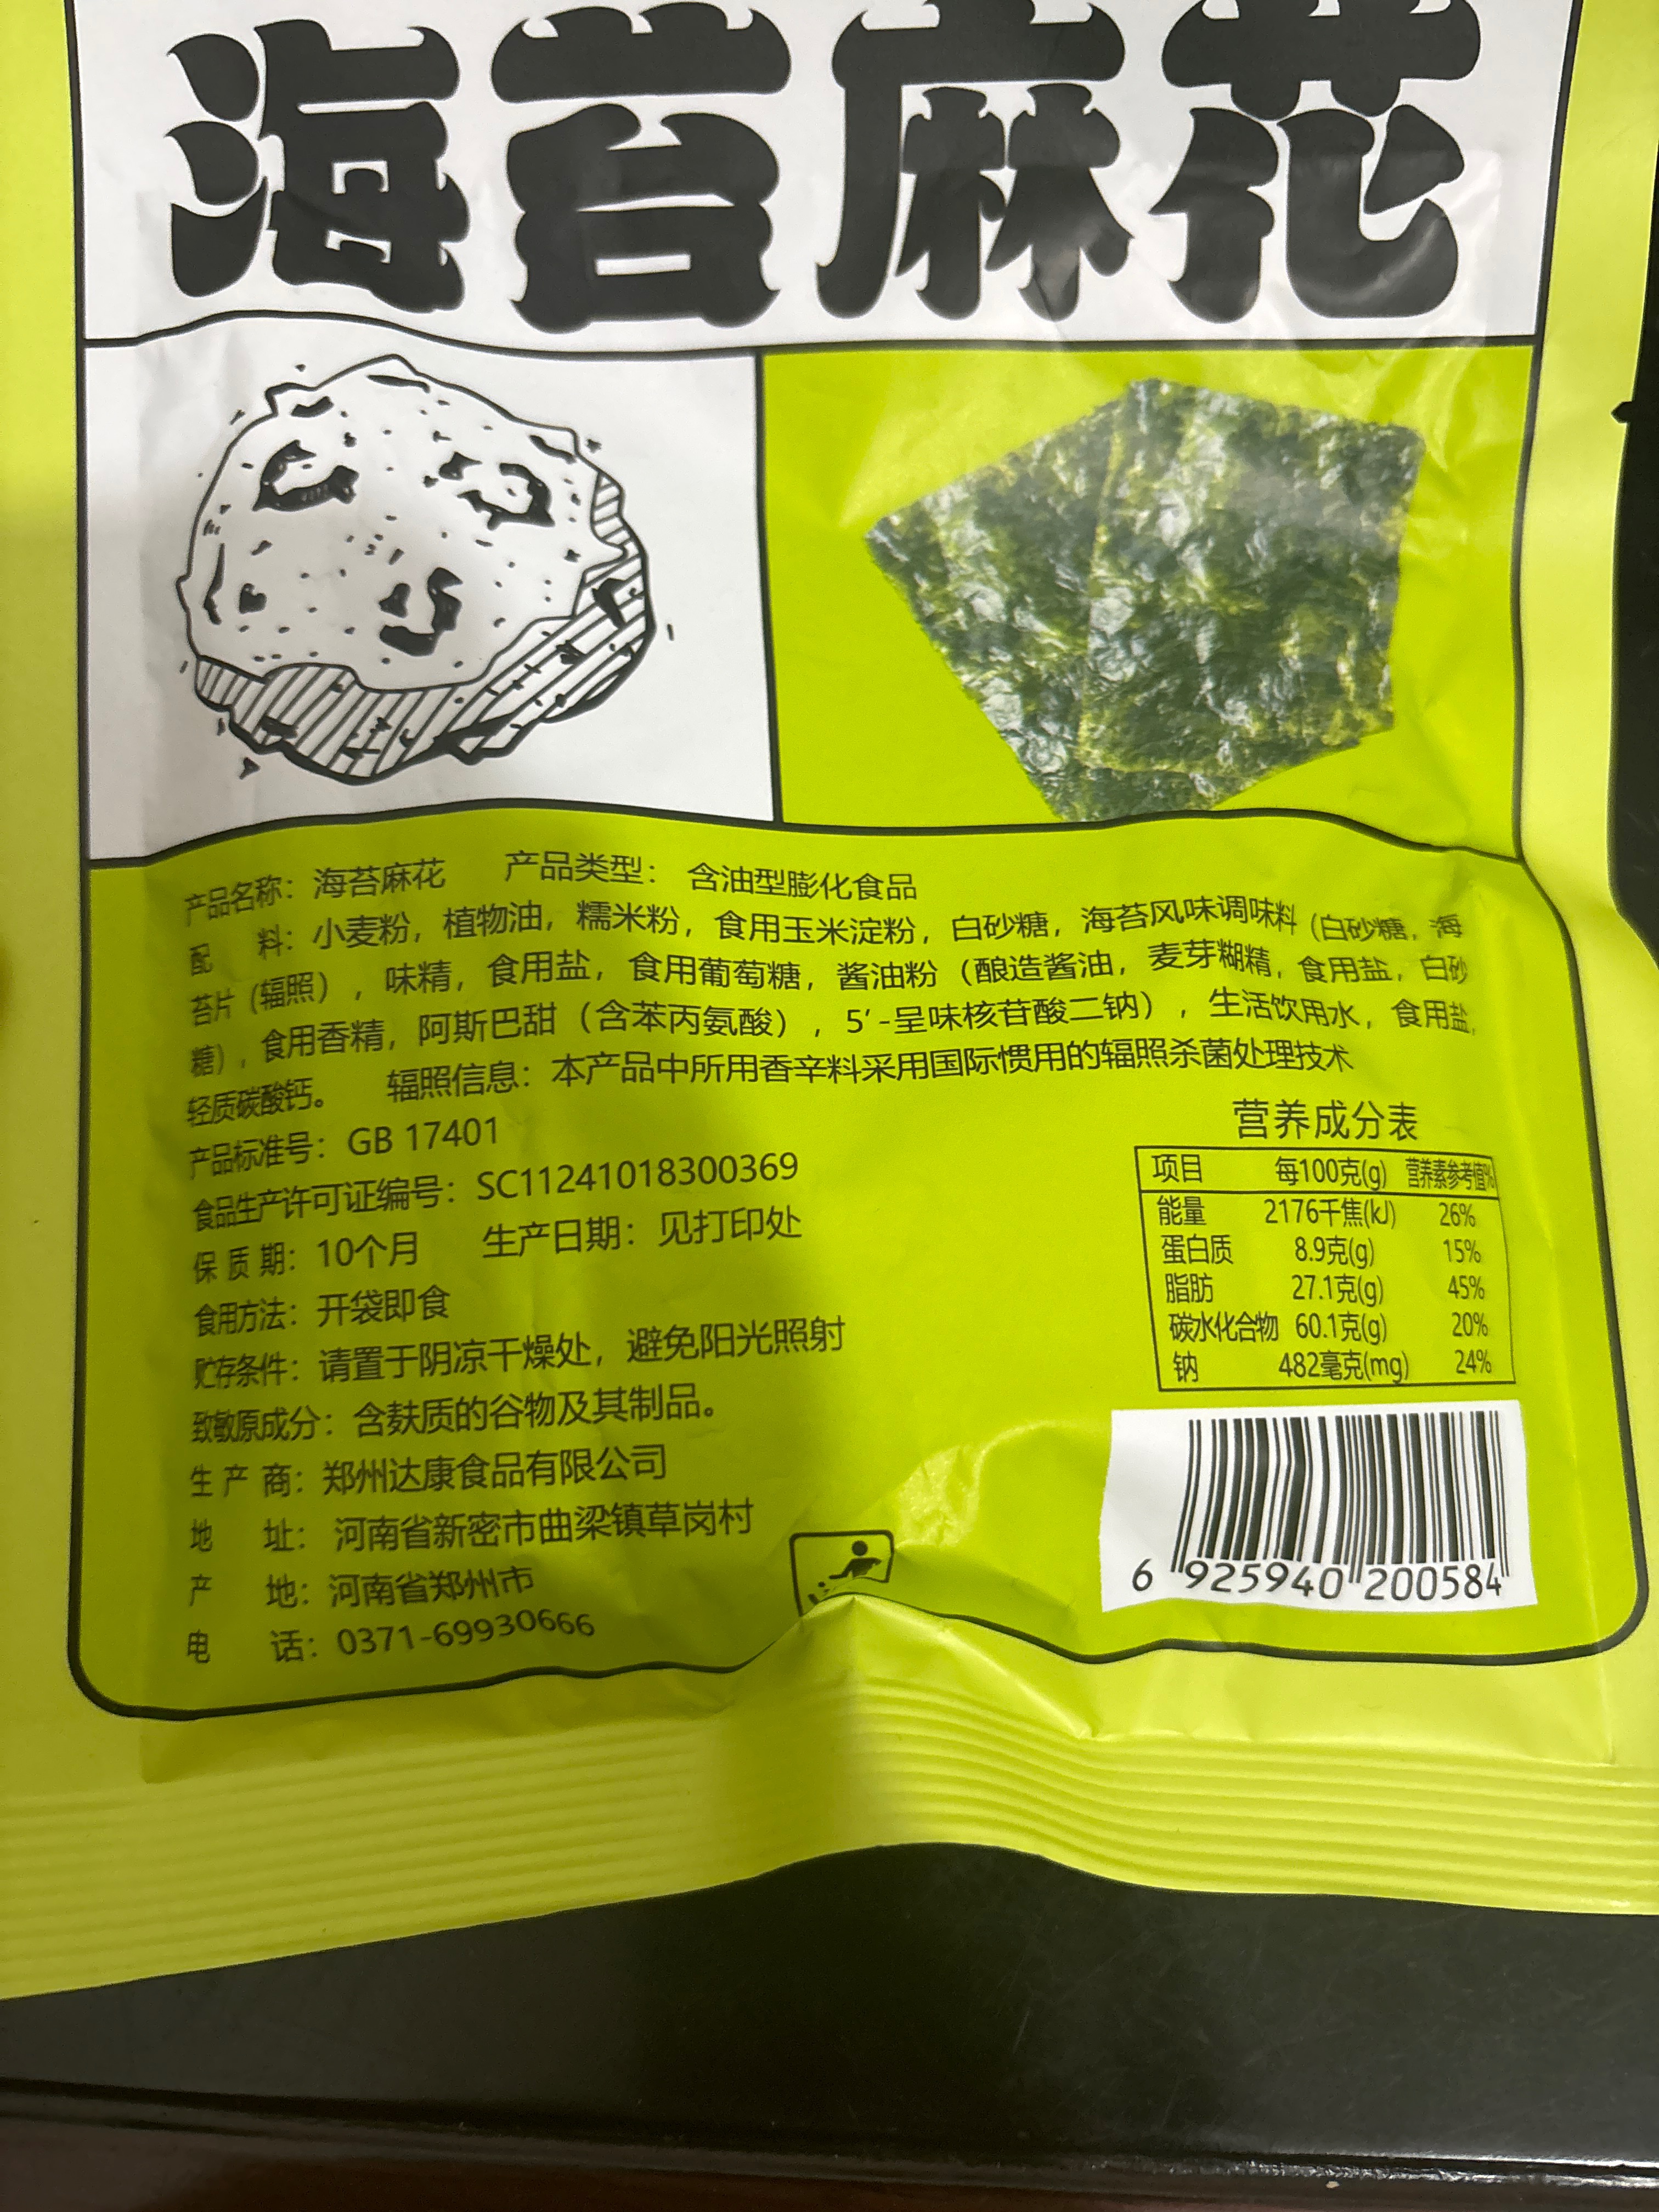 海苔麻花
产品名称：海苔麻花 产品类型：含油型膨化食品
配 料：小麦粉，植物油，糯米粉，食用玉米淀粉，白砂糖，海苔风味调味料（白砂糖，海
苔片（辐照），味精，食用盐，食用葡萄糖，酱油粉（酿造酱油，麦芽糊精，食用盐，白砂
糖），食用香精，阿斯巴甜（含苯丙氨酸），5′-呈味核苷酸二钠），生活饮用水，食用盐，
轻质碳酸钙。 辐照信息：本产品中所用香辛料采用国际惯用的辐照杀菌处理技术
产品标准号：GB 17401
食品生产许可证编号：SC11241018300369
保 质 期：10个月 生产日期：见打印处
食用方法：开袋即食
贮存条件：请置于阴凉干燥处，避免阳光照射
致敏原成分：含麸质的谷物及其制品。
生 产 商：郑州达康食品有限公司
地 址：河南省新密市曲梁镇草岗村
产 地：河南省郑州市
电 话：0371-69930666
营养成分表
项目 每100克(g) 营养素参考值%
能量 2176千焦(kJ) 26%
蛋白质 8.9克(g) 15%
脂肪 27.1克(g) 45%
碳水化合物 60.1克(g) 20%
钠 482毫克(mg) 24%
6 925940 200584